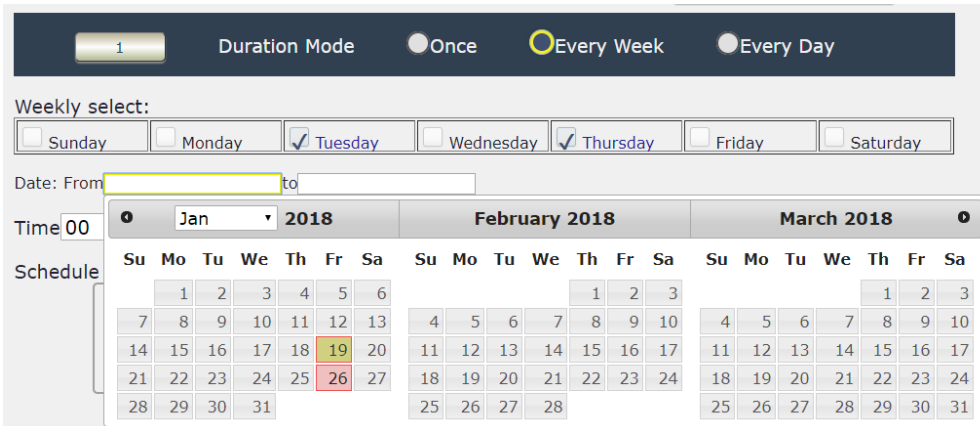 1 Duration Mode Once Every Week Every Day
Weekly select:
Sunday Monday Tuesday Wednesday Thursday Friday Saturday
Date: From to
Time 00
Jan 2018 February 2018 March 2018
Schedule
Su Mo Tu We Th Fr Sa Su Mo Tu We Th Fr Sa Su Mo Tu We Th Fr Sa
1 2 3 4 5 6 1 2 3 1 2 3
7 8 9 10 11 12 13 4 5 6 7 8 9 10 4 5 6 7 8 9 10
14 15 16 17 18 19 20 11 12 13 14 15 16 17 11 12 13 14 15 16 17
21 22 23 24 25 26 27 18 19 20 21 22 23 24 18 19 20 21 22 23 24
28 29 30 31 25 26 27 28 25 26 27 28 29 30 31